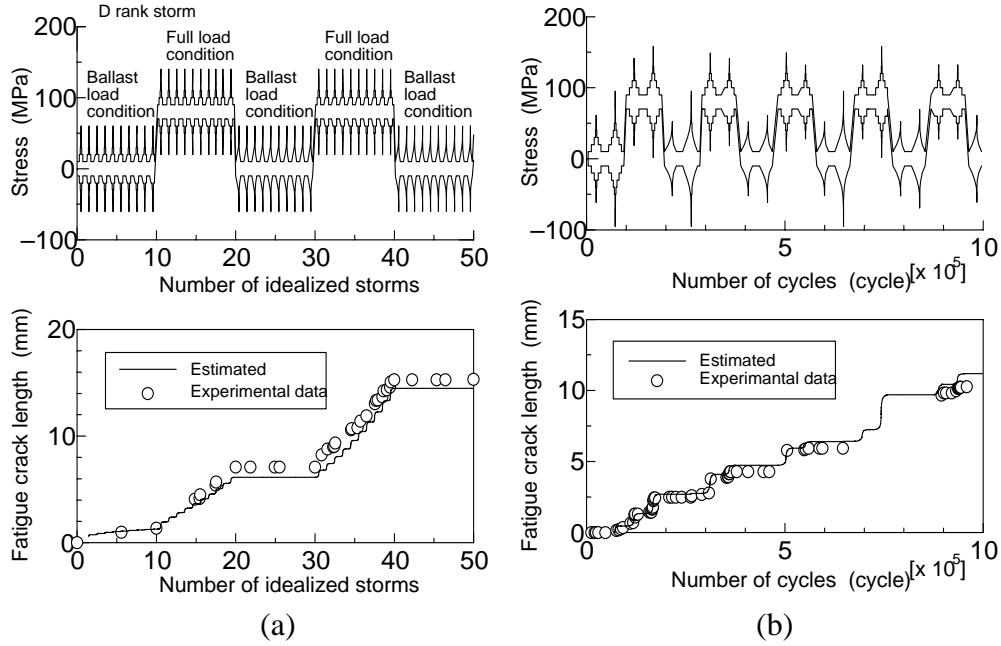 D rank storm
200
Full load
condition
Full load
condition
Ballast
load
condition
Ballast
load
condition
Ballast
load
condition
100
0
–100
Stress (MPa)
0 10 20 30 40 50
Number of idealized storms
200
100
0
–100
Stress (MPa)
0 5 10
[x 10⁵]
Number of cycles (cycle)
20
10
0
Fatigue crack length (mm)
Estimated
Experimental data
0 10 20 30 40 50
Number of idealized storms
(a)
15
10
5
0
Fatigue crack length (mm)
Estimated
Experimantal data
0 5 10
[x 10⁵]
Number of cycles (cycle)
(b)